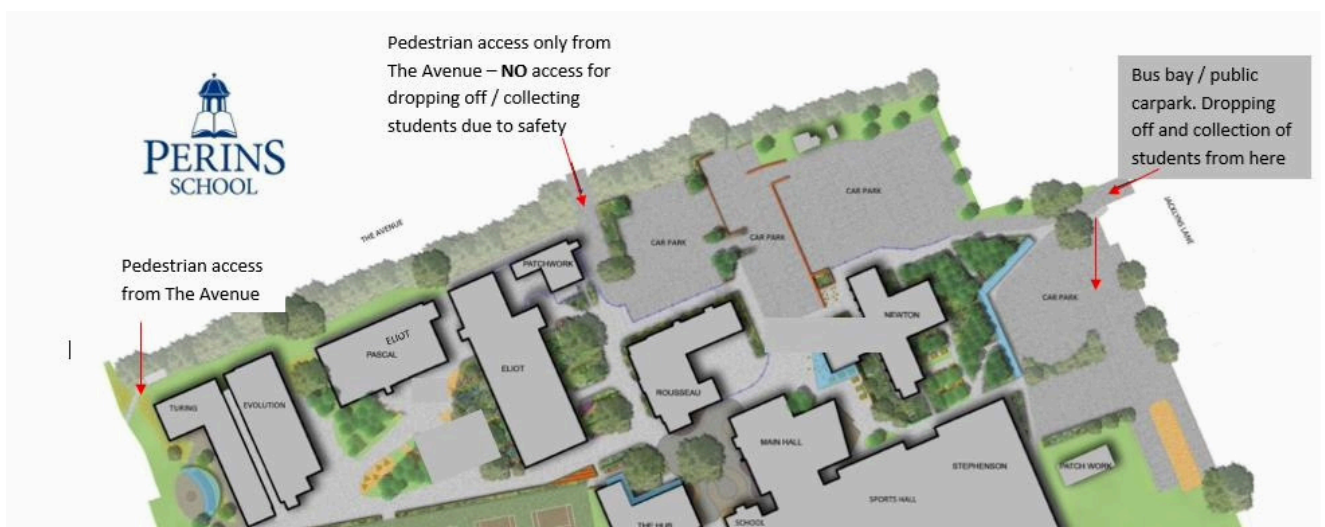 Pedestrian access only from
The Avenue – NO access for
dropping off / collecting
students due to safety
Bus bay / public
carpark. Dropping
off and collection of
students from here
PERINS
SCHOOL
Pedestrian access
from The Avenue
THE AVENUE
JACKLYNS LANE
CAR PARK
CAR PARK
CAR PARK
CAR PARK
PATCHWORK
ELIOT
PASCAL
ELIOT
NEWTON
ROUSSEAU
TURING
EVOLUTION
MAIN HALL
STEPHENSON
PATCH WORK
SPORTS HALL
THE HUB
SCHOOL